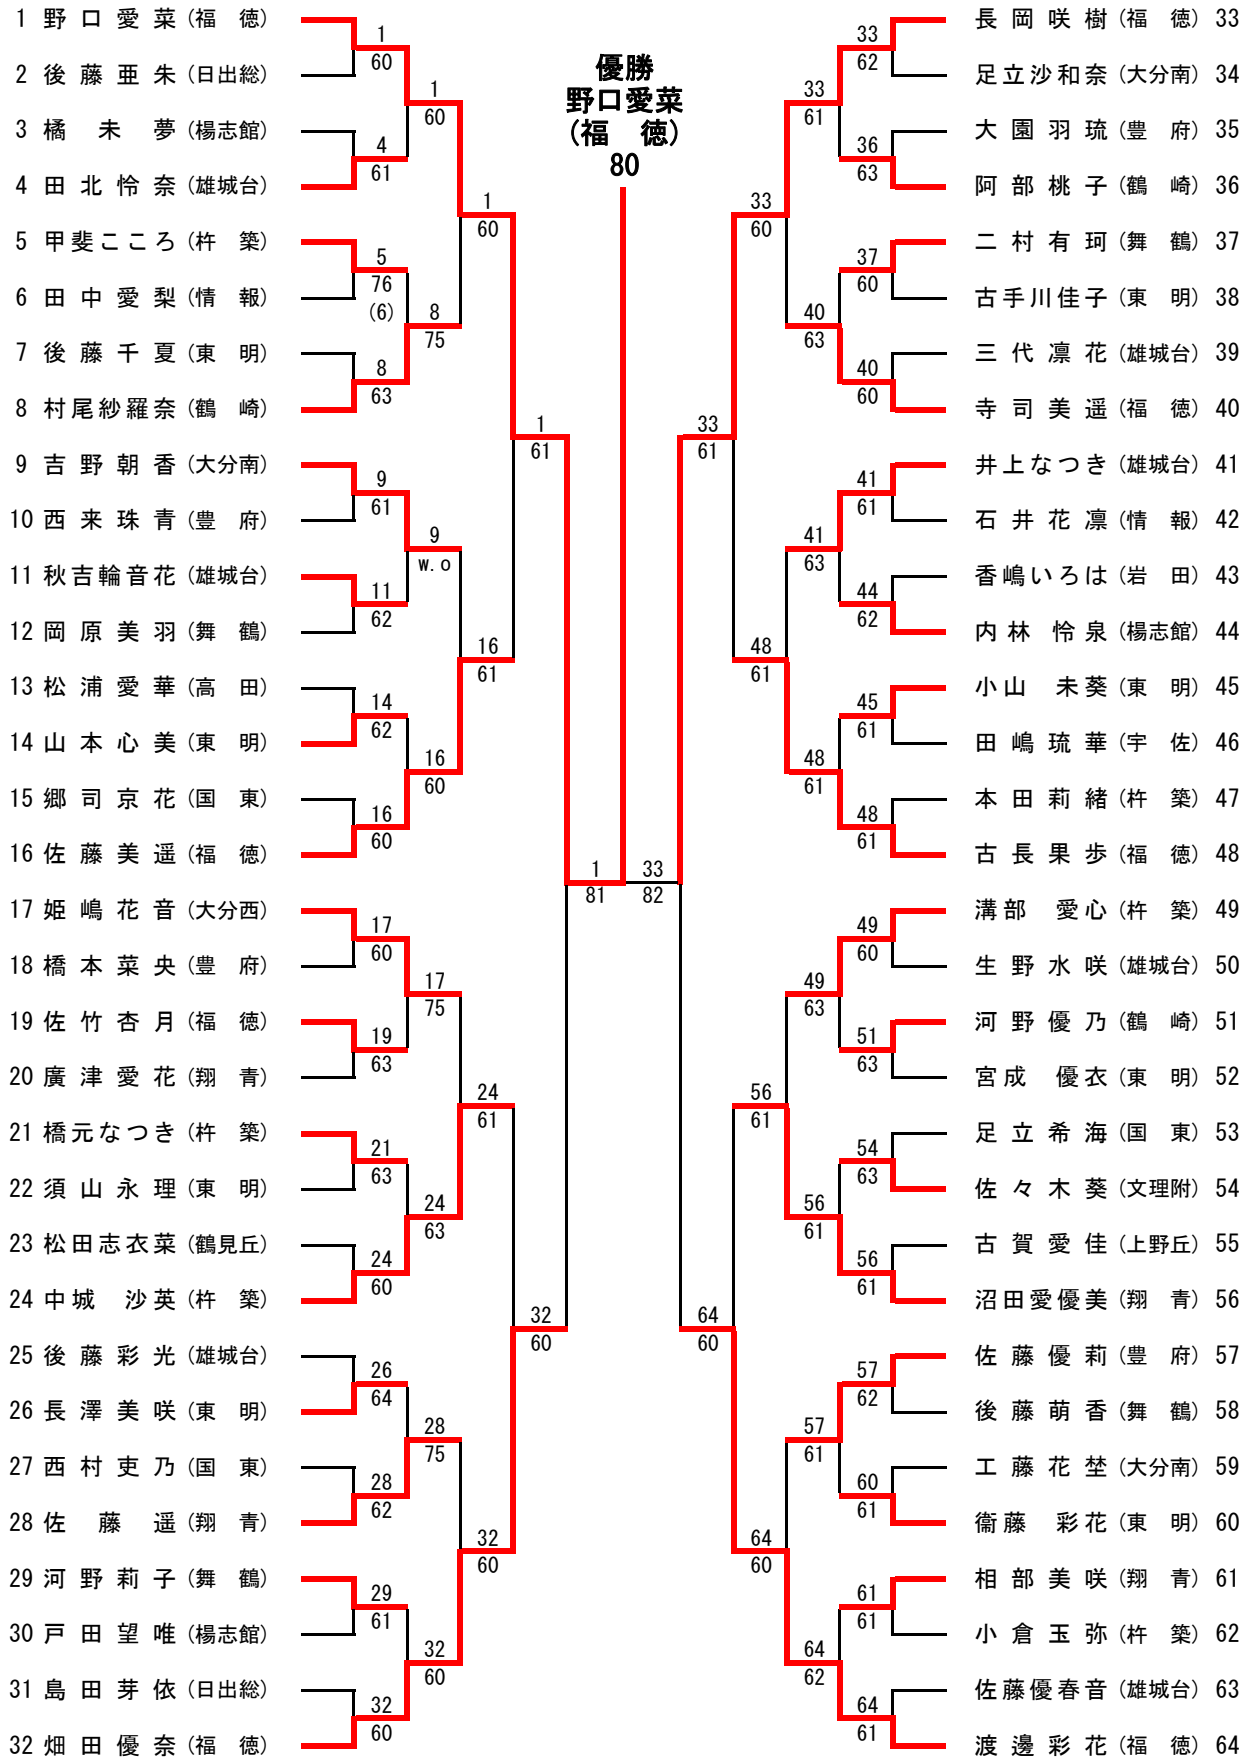 優勝
野口愛菜
(福　徳)
80
1 野口愛菜 (福　徳)
2 後藤亜朱 (日出総)
3 橘未夢 (楊志館)
4 田北怜奈 (雄城台)
5 甲斐こころ (杵　築)
6 田中愛梨 (情　報)
7 後藤千夏 (東　明)
8 村尾紗羅奈 (鶴　崎)
9 吉野朝香 (大分南)
10 西来珠青 (豊　府)
11 秋吉輪音花 (雄城台)
12 岡原美羽 (舞　鶴)
13 松浦愛華 (高　田)
14 山本心美 (東　明)
15 郷司京花 (国　東)
16 佐藤美遥 (福　徳)
17 姫嶋花音 (大分西)
18 橋本菜央 (豊　府)
19 佐竹杏月 (福　徳)
20 廣津愛花 (翔　青)
21 橋元なつき (杵　築)
22 須山永理 (東　明)
23 松田志衣菜 (鶴見丘)
24 中城　沙英 (杵　築)
25 後藤彩光 (雄城台)
26 長澤美咲 (東　明)
27 西村吏乃 (国　東)
28 佐藤遥 (翔　青)
29 河野莉子 (舞　鶴)
30 戸田望唯 (楊志館)
31 島田芽依 (日出総)
32 畑田優奈 (福　徳)
1
60
4
61
5
76
(6)
8
63
9
61
11
62
14
62
16
60
17
60
19
63
21
63
24
60
26
64
28
62
29
61
32
60
1
60
8
75
9
w.o
16
60
17
75
24
63
28
75
32
60
1
60
16
61
24
61
32
60
1
61
32
60
1
81
33
82
33
61
64
60
33
60
48
61
56
61
64
60
33
61
40
63
41
63
48
61
49
63
56
61
57
61
64
62
33
62
36
63
37
60
40
60
41
61
44
62
45
61
48
61
49
60
51
63
54
63
56
61
57
62
60
61
61
61
64
61
長岡咲樹 (福　徳) 33
足立沙和奈 (大分南) 34
大園羽琉 (豊　府) 35
阿部桃子 (鶴　崎) 36
二村有珂 (舞　鶴) 37
古手川佳子 (東　明) 38
三代凛花 (雄城台) 39
寺司美遥 (福　徳) 40
井上なつき (雄城台) 41
石井花凛 (情　報) 42
香嶋いろは (岩　田) 43
内林　怜泉 (楊志館) 44
小山　未葵 (東　明) 45
田嶋琉華 (宇　佐) 46
本田莉緒 (杵　築) 47
古長果歩 (福　徳) 48
溝部　愛心 (杵　築) 49
生野水咲 (雄城台) 50
河野優乃 (鶴　崎) 51
宮成　優衣 (東　明) 52
足立希海 (国　東) 53
佐々木葵 (文理附) 54
古賀愛佳 (上野丘) 55
沼田愛優美 (翔　青) 56
佐藤優莉 (豊　府) 57
後藤萌香 (舞　鶴) 58
工藤花埜 (大分南) 59
衞藤　彩花 (東　明) 60
相部美咲 (翔　青) 61
小倉玉弥 (杵　築) 62
佐藤優春音 (雄城台) 63
渡邊彩花 (福　徳) 64